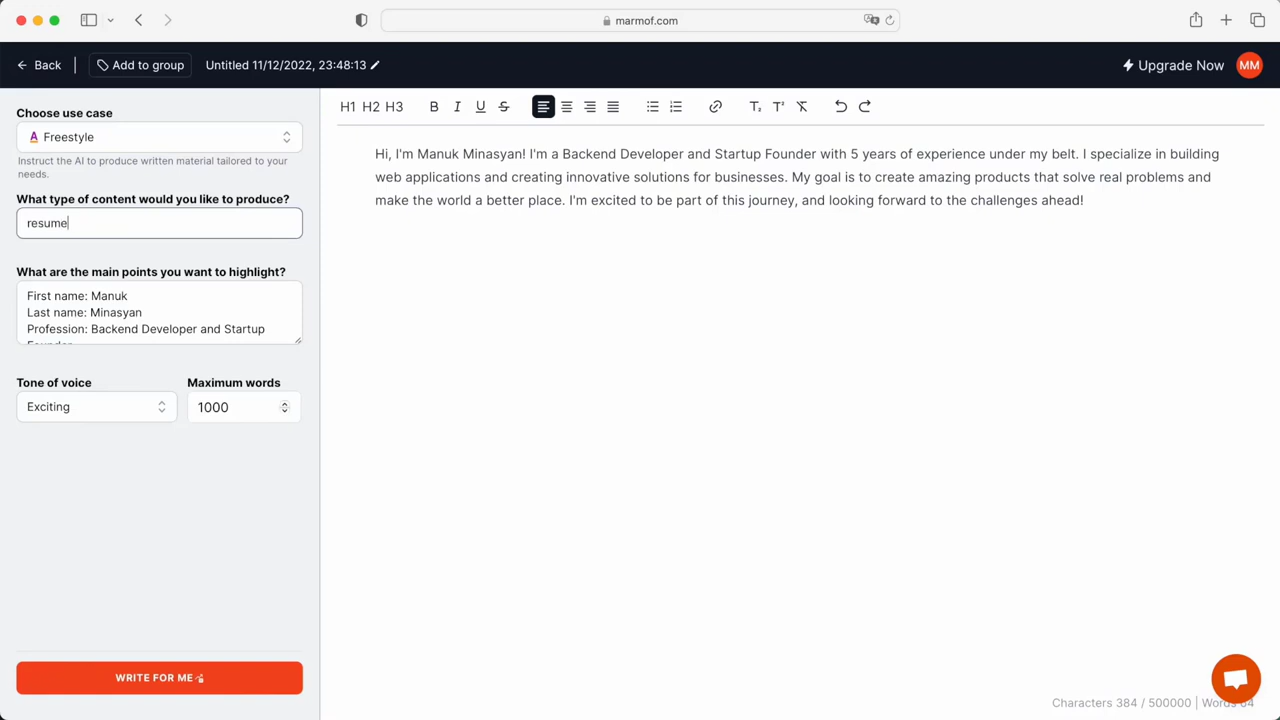 marmof.com
Back
Add to group
Untitled 11/12/2022, 23:48:13
Upgrade Now
MM
Choose use case
Freestyle
Instruct the AI to produce written material tailored to your
needs.
What type of content would you like to produce?
resume
What are the main points you want to highlight?
First name: Manuk
Last name: Minasyan
Profession: Backend Developer and Startup
Tone of voice
Maximum words
Exciting
1000
WRITE FOR ME
H1 H2 H3
B I U S
Hi, I'm Manuk Minasyan! I'm a Backend Developer and Startup Founder with 5 years of experience under my belt. I specialize in building
web applications and creating innovative solutions for businesses. My goal is to create amazing products that solve real problems and
make the world a better place. I'm excited to be part of this journey, and looking forward to the challenges ahead!
Characters 384 / 500000 | Words